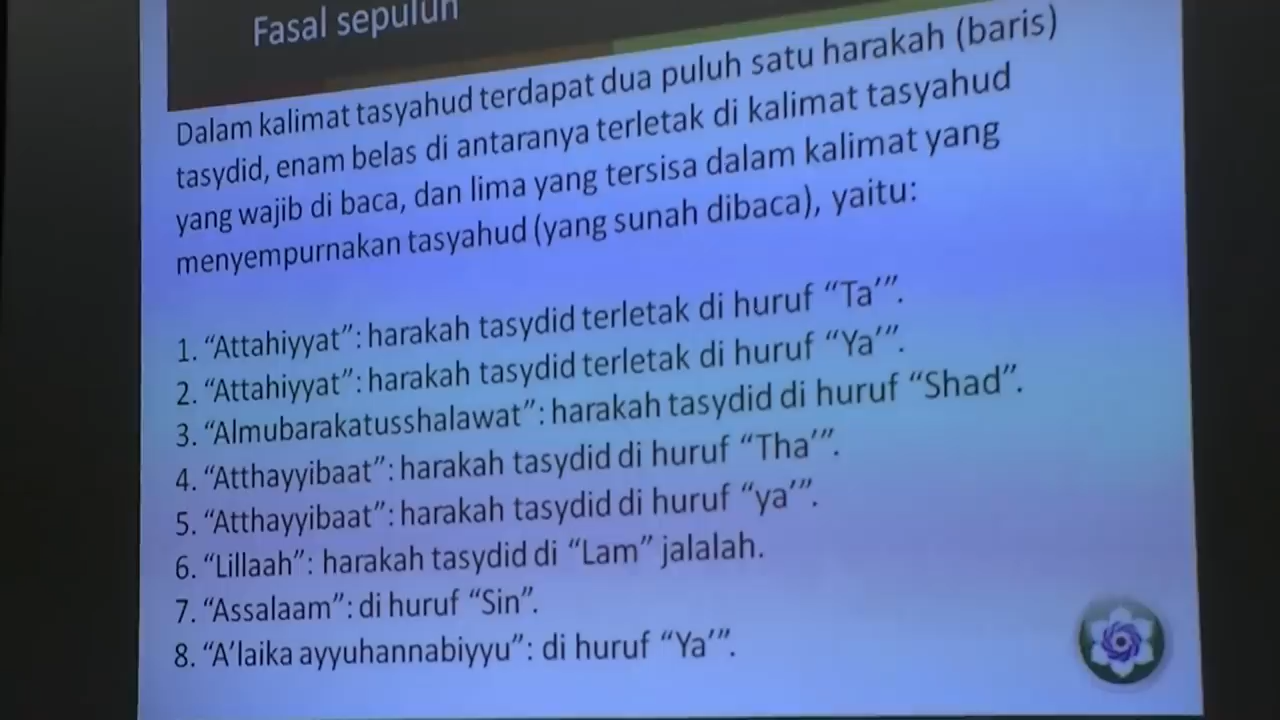 Fasal sepuluh
Dalam kalimat tasyahud terdapat dua puluh satu harakah (baris)
tasydid, enam belas di antaranya terletak di kalimat tasyahud
yang wajib di baca, dan lima yang tersisa dalam kalimat yang
menyempurnakan tasyahud (yang sunah dibaca), yaitu:
1. “Attahiyyat”: harakah tasydid terletak di huruf “Ta’”.
2. “Attahiyyat”: harakah tasydid terletak di huruf “Ya’”.
3. “Almubarakatusshalawat”: harakah tasydid di huruf “Shad”.
4. “Atthayyibaat”: harakah tasydid di huruf “Tha’”.
5. “Atthayyibaat”: harakah tasydid di huruf “ya’”.
6. “Lillaah”: harakah tasydid di “Lam” jalalah.
7. “Assalaam”: di huruf “Sin”.
8. “A’laika ayyuhannabiyyu”: di huruf “Ya’”.